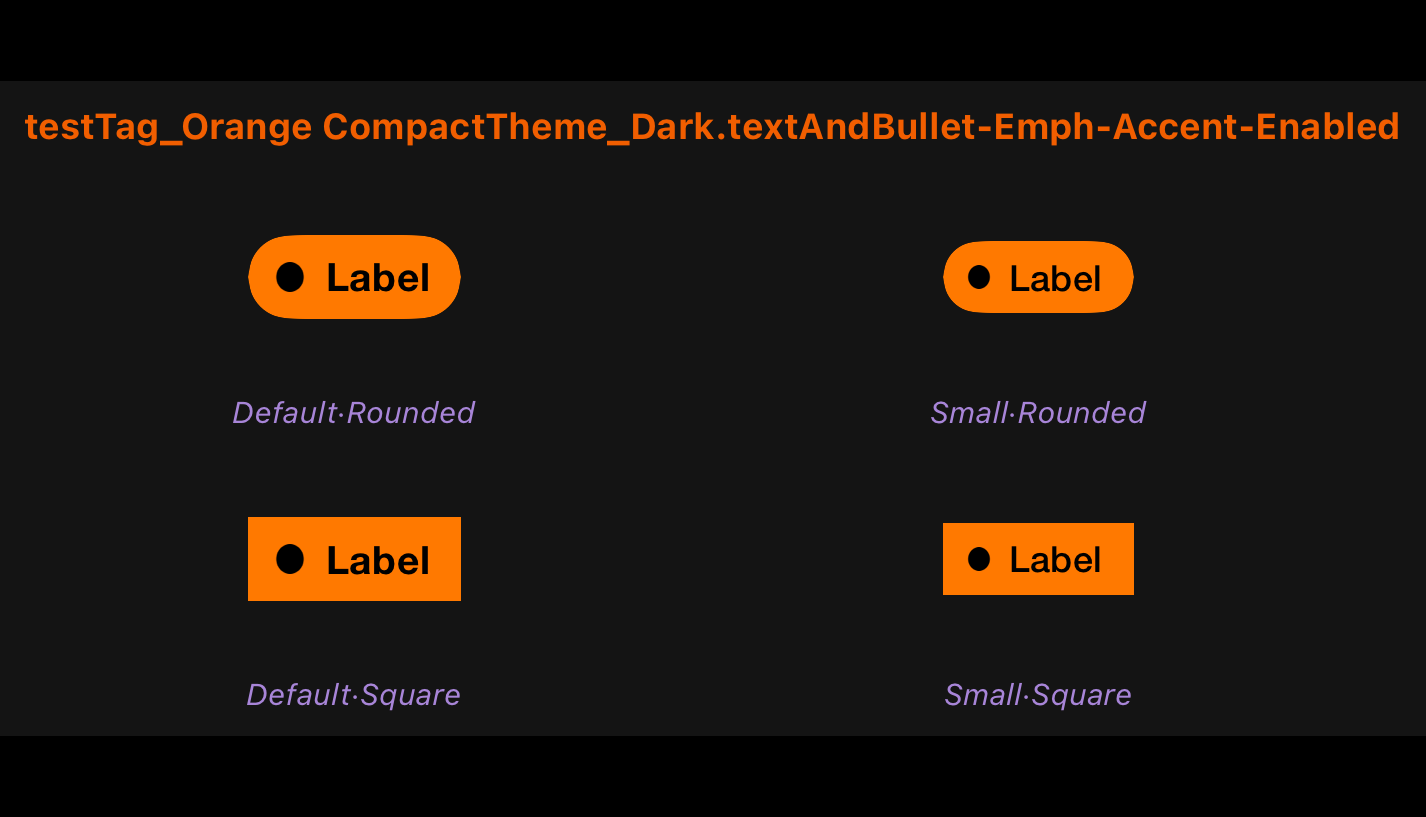 testTag_Orange CompactTheme_Dark.textAndBullet-Emph-Accent-Enabled
Label
Label
Default·Rounded
Small·Rounded
Label
Label
Default·Square
Small·Square